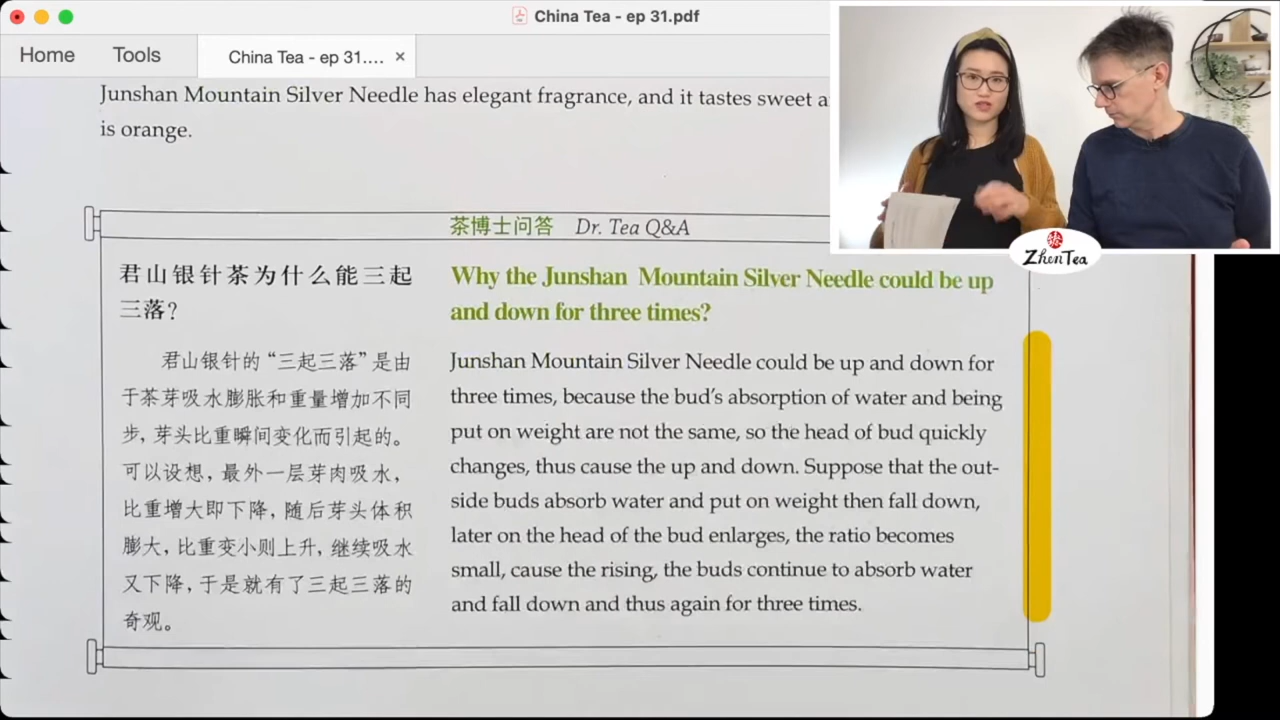 China Tea - ep 31.pdf
Home
Tools
China Tea - ep 31....
Junshan Mountain Silver Needle has elegant fragrance, and it tastes sweet
is orange.
茶博士问答 Dr. Tea Q&A
君山银针茶为什么能三起
三落?
君山银针的“三起三落”是由
于茶芽吸水膨胀和重量增加不同
步, 芽头比重瞬间变化而引起的。
可以设想, 最外一层芽肉吸水,
比重增大即下降, 随后芽头体积
膨大, 比重变小则上升, 继续吸水
又下降, 于是就有了三起三落的
奇观。
Why the Junshan Mountain Silver Needle could be up
and down for three times?
Junshan Mountain Silver Needle could be up and down for
three times, because the bud's absorption of water and being
put on weight are not the same, so the head of bud quickly
changes, thus cause the up and down. Suppose that the out-
side buds absorb water and put on weight then fall down,
later on the head of the bud enlarges, the ratio becomes
small, cause the rising, the buds continue to absorb water
and fall down and thus again for three times.
Zhen Tea